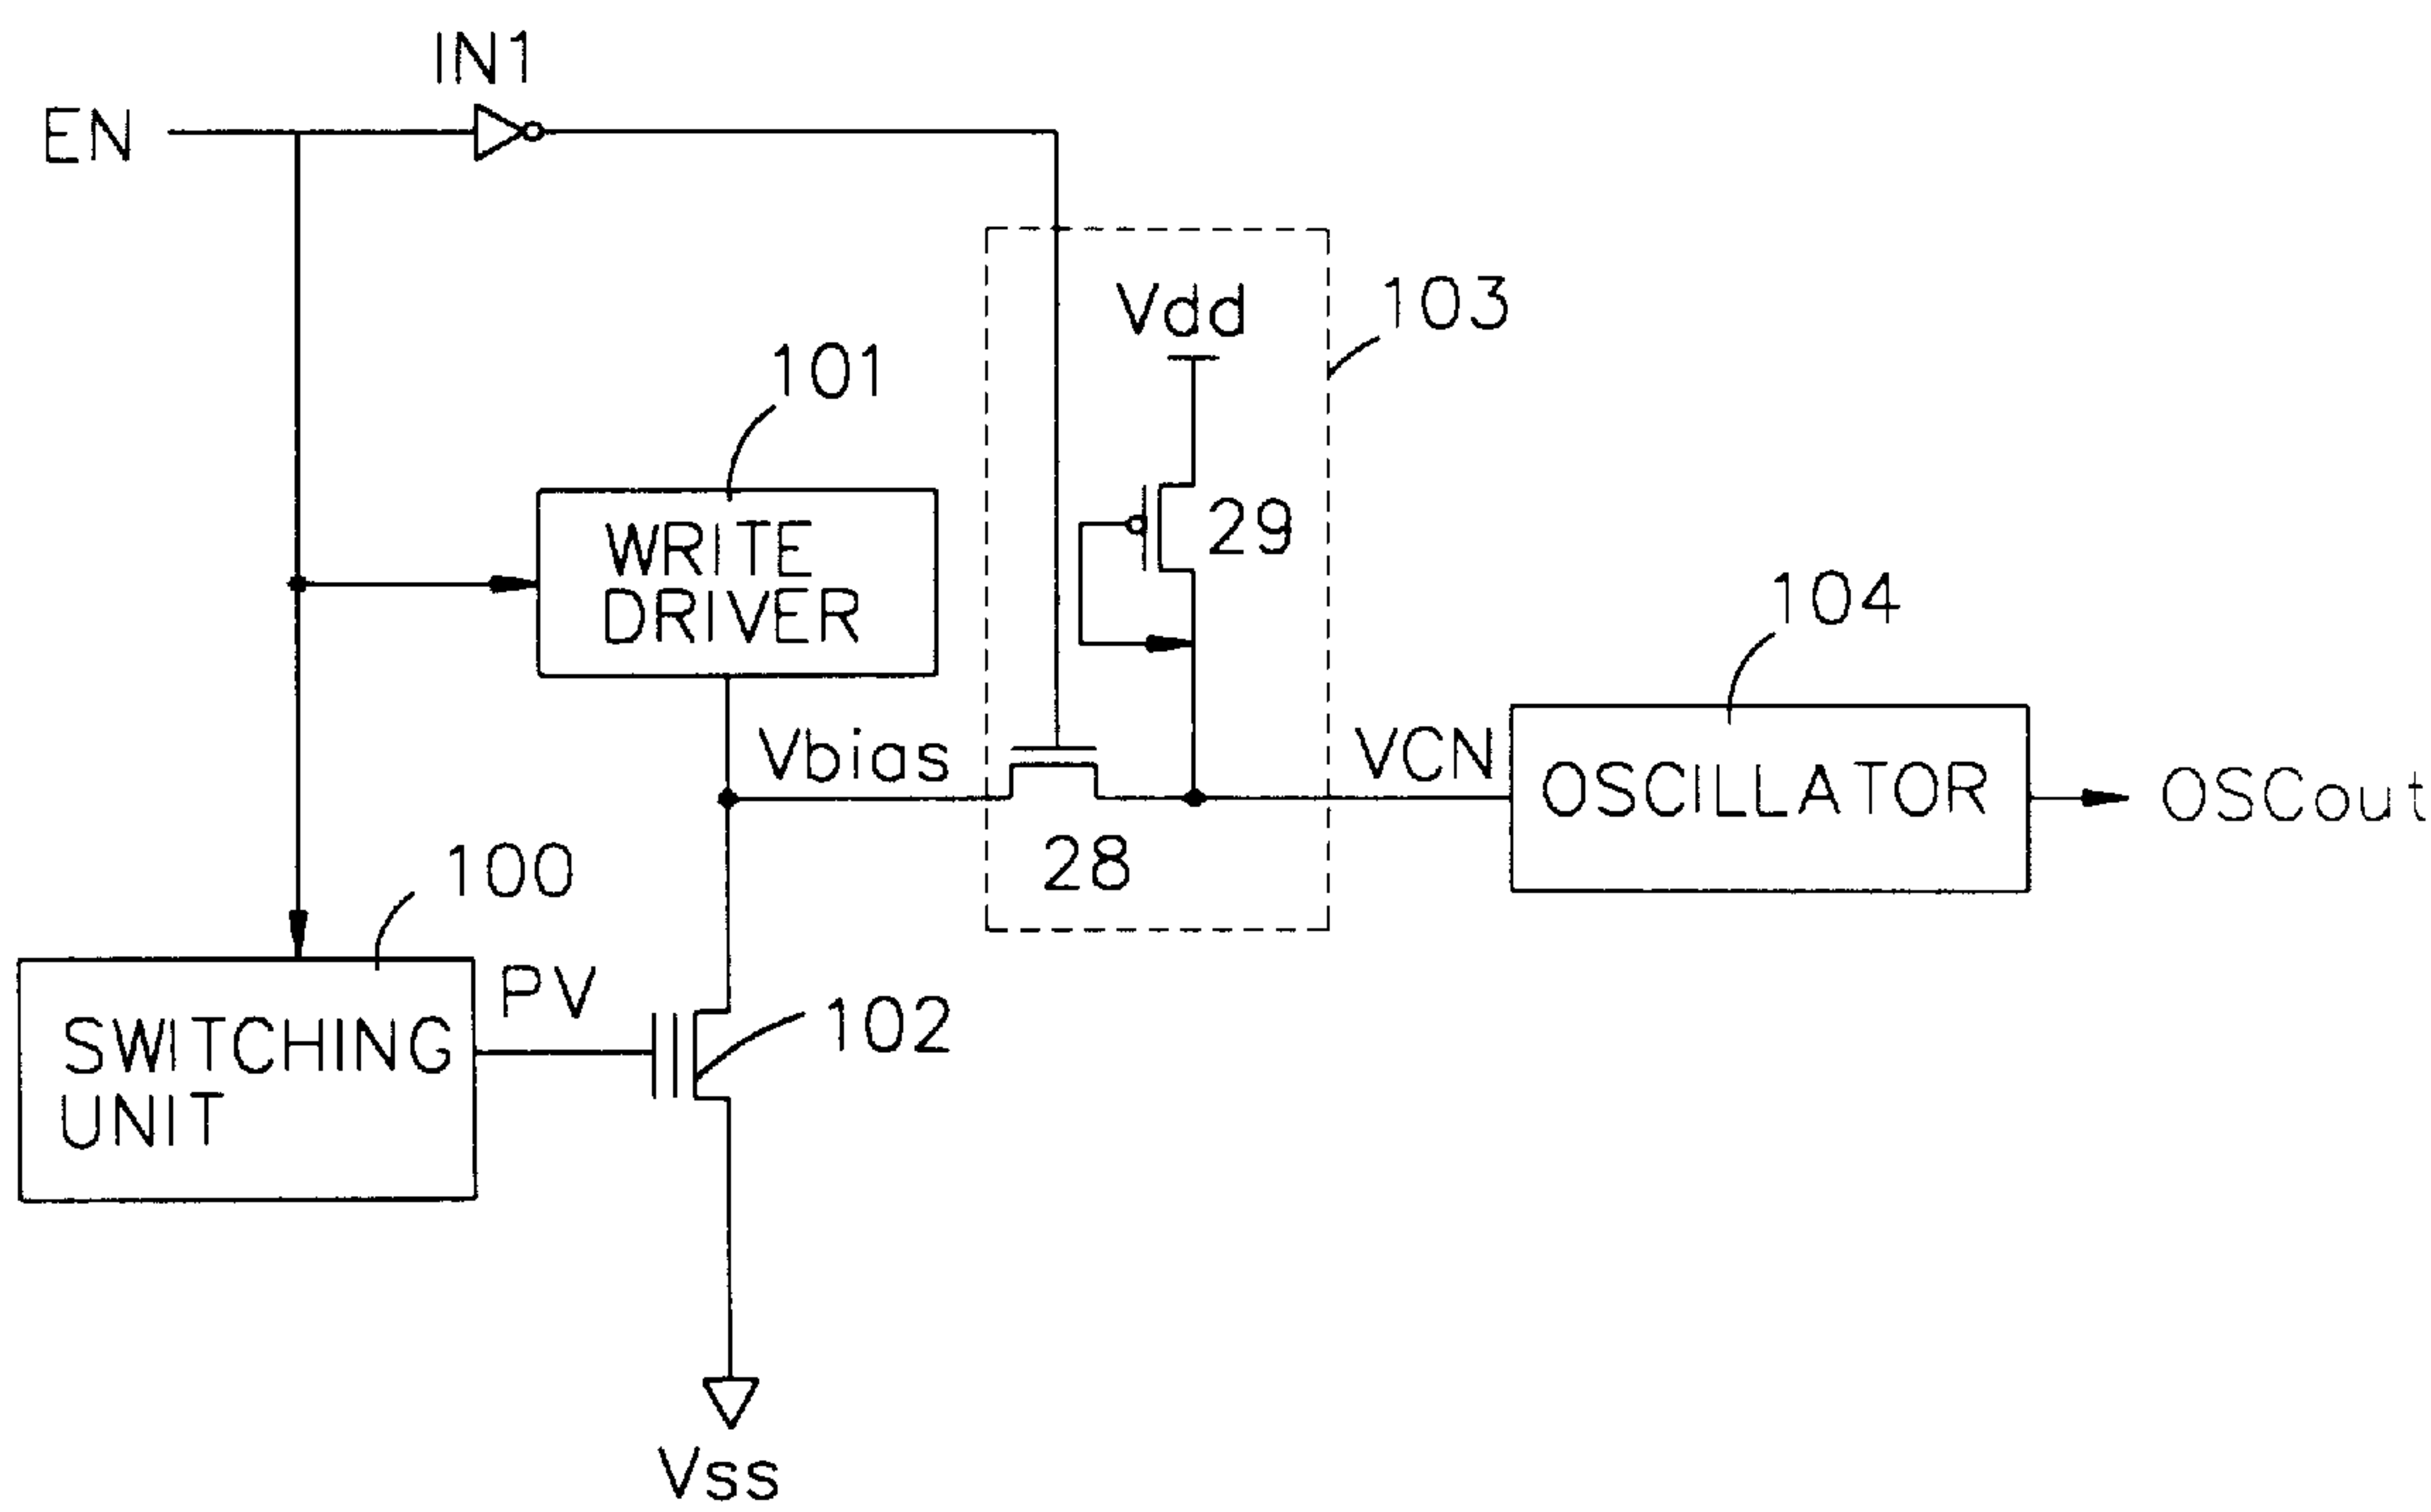 IN1
EN
Vdd
103
101
29
WRITE
DRIVER
104
Vbias
VCN
OSCILLATOR
OSCout
28
100
PV
102
SWITCHING
UNIT
Vss